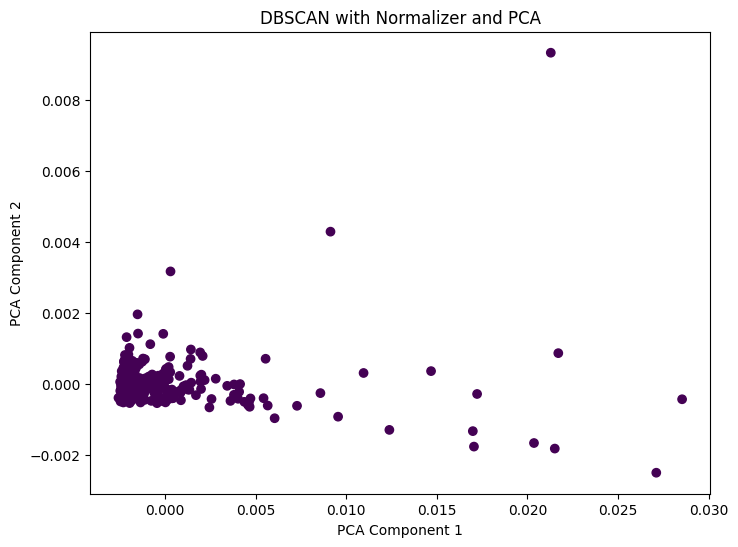 DBSCAN with Normalizer and PCA
PCA Component 2
0.008
0.006
0.004
0.002
0.000
−0.002
0.000 0.005 0.010 0.015 0.020 0.025 0.030
PCA Component 1